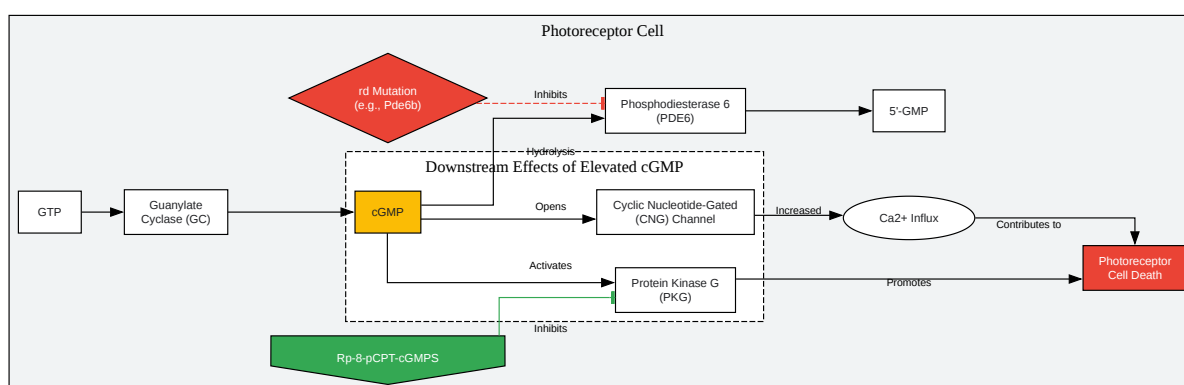 Photoreceptor Cell
rd Mutation
(e.g., Pde6b)
Inhibits
Phosphodiesterase 6
(PDE6)
5'-GMP
Hydrolysis
Downstream Effects of Elevated cGMP
GTP
Guanylate
Cyclase (GC)
cGMP
Opens
Cyclic Nucleotide-Gated
(CNG) Channel
Increased
Ca2+ Influx
Contributes to
Activates
Protein Kinase G
(PKG)
Promotes
Photoreceptor
Cell Death
Inhibits
Rp-8-pCPT-cGMPS